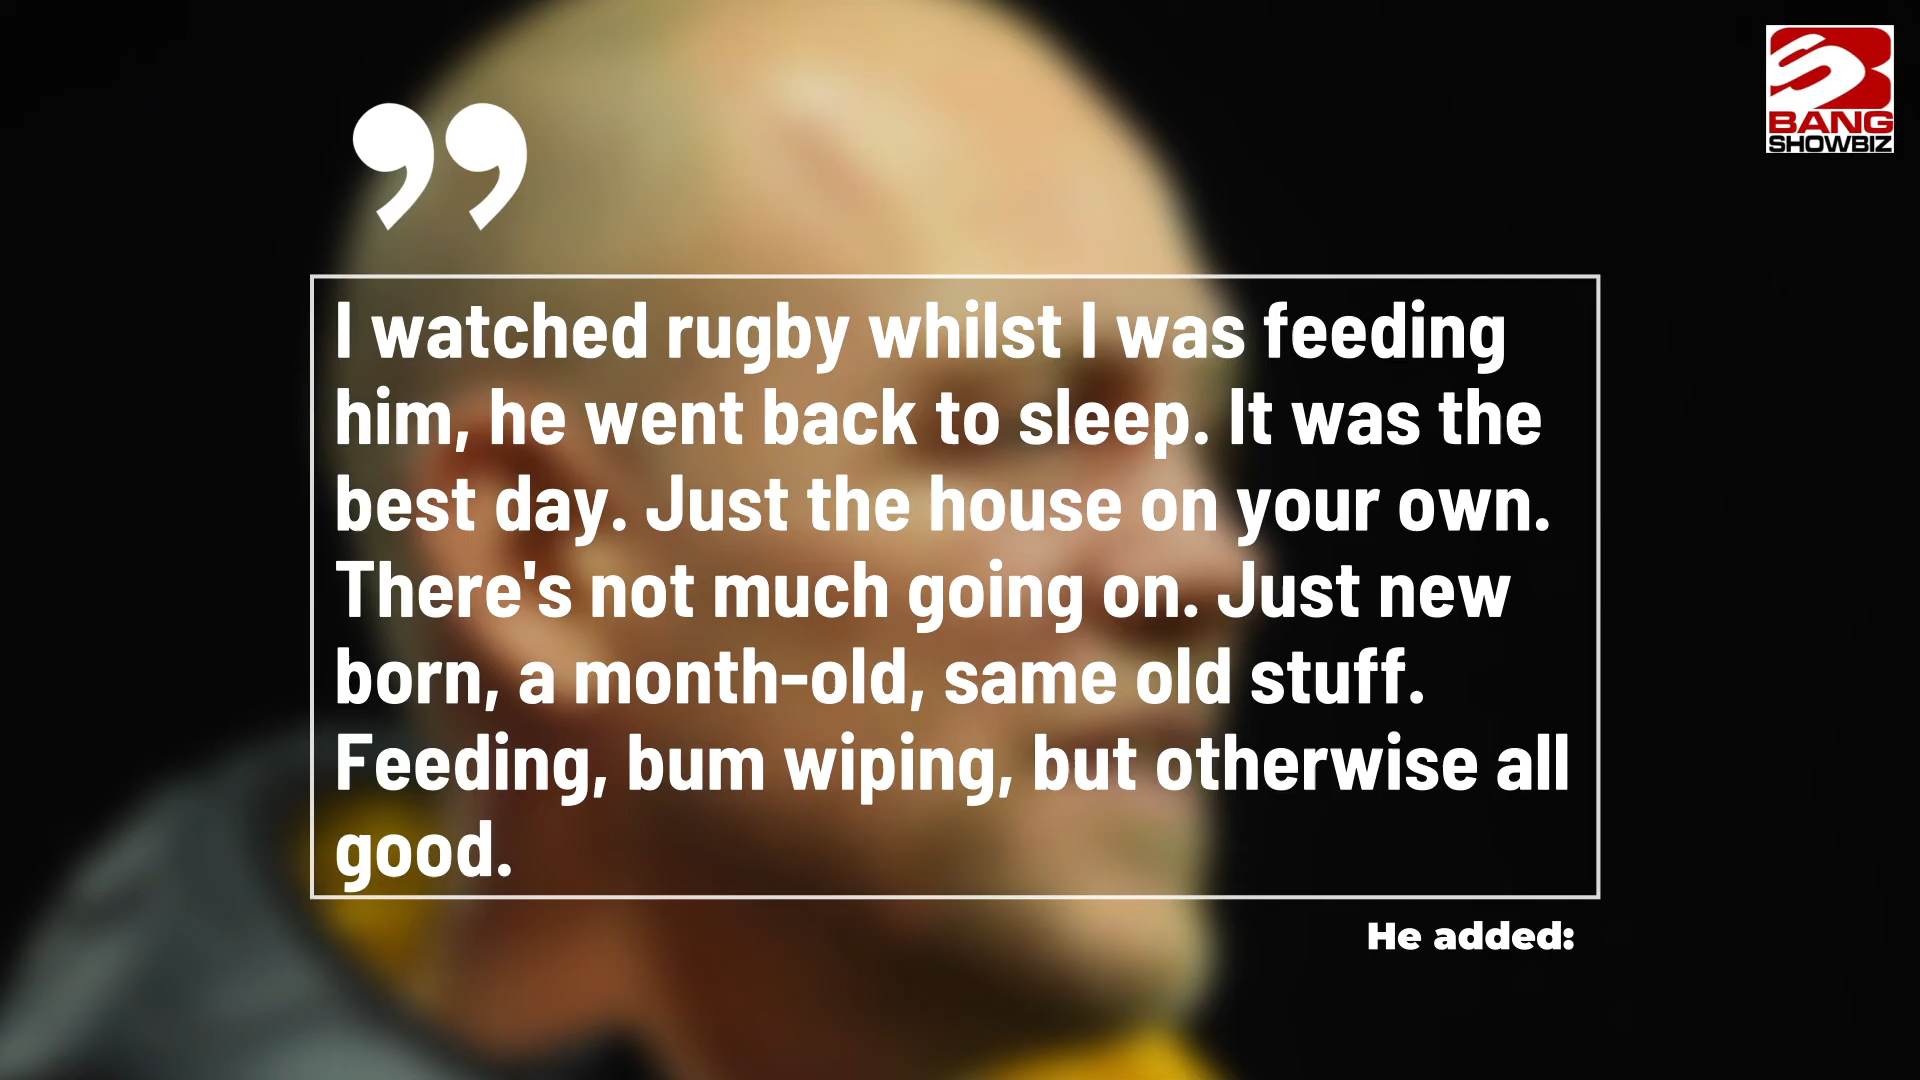 BANG
SHOWBIZ
”
I watched rugby whilst I was feeding
him, he went back to sleep. It was the
best day. Just the house on your own.
There's not much going on. Just new
born, a month-old, same old stuff.
Feeding, bum wiping, but otherwise all
good.
He added: